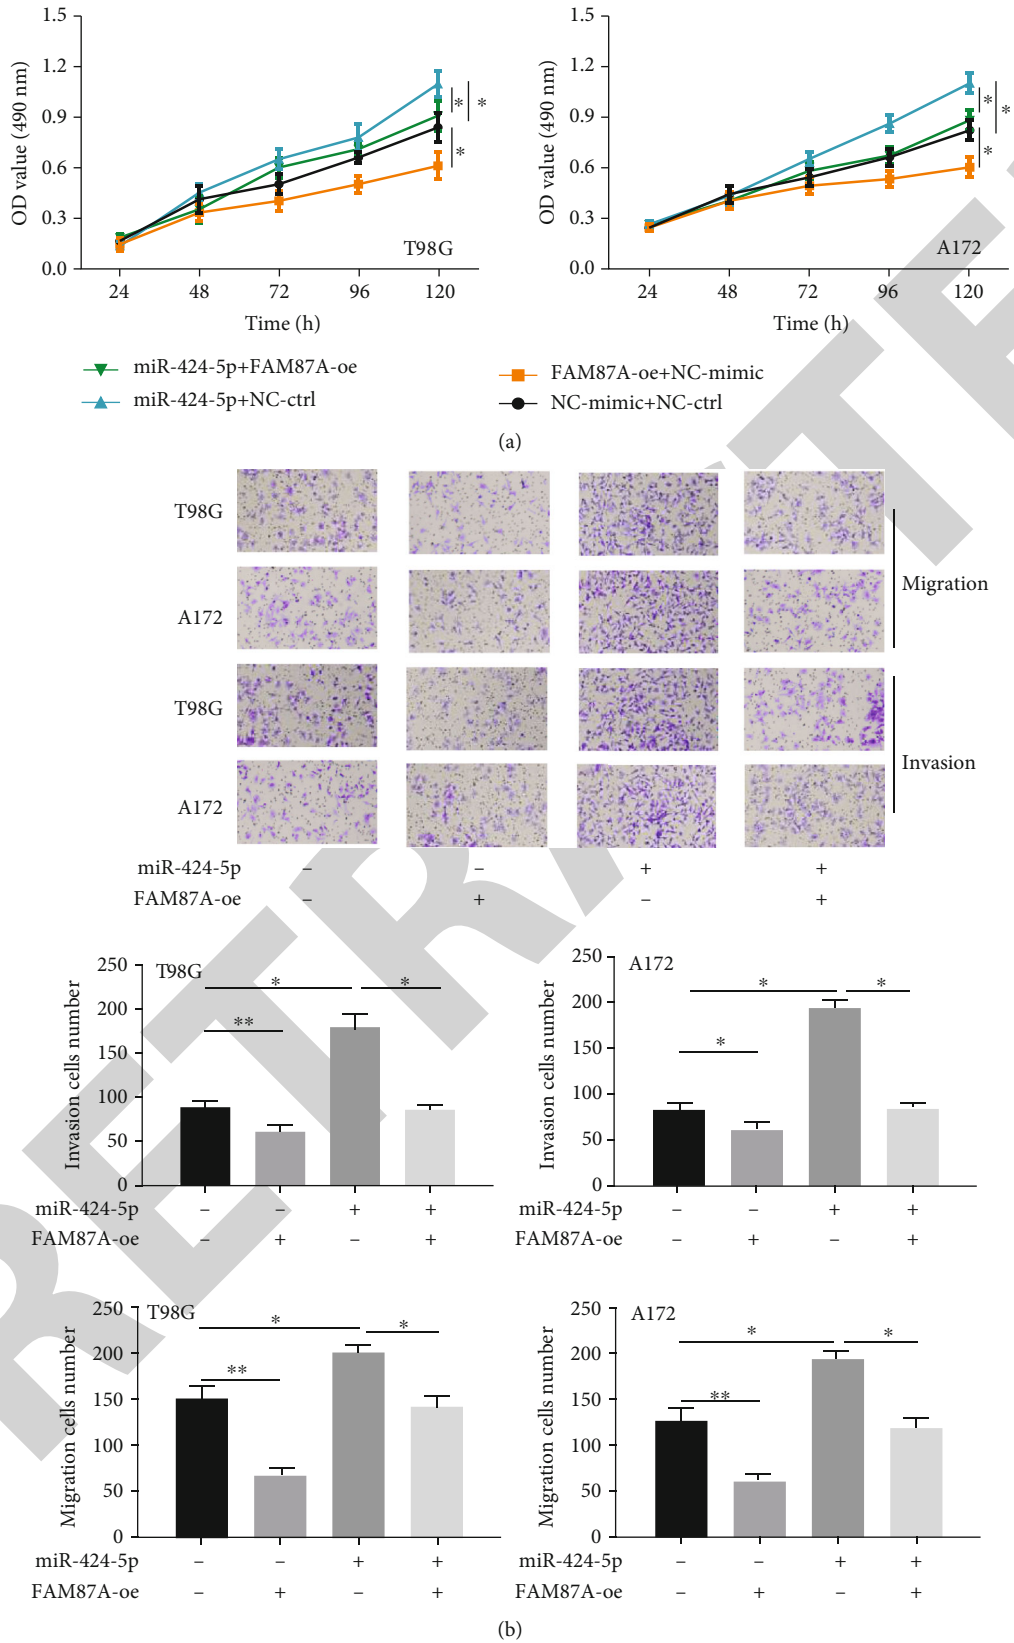 1.5
1.2
0.9
0.6
0.3
0.0
OD value (490 nm)
24 48 72 96 120
Time (h)
T98G
* *
*
1.5
1.2
0.9
0.6
0.3
0.0
OD value (490 nm)
24 48 72 96 120
Time (h)
A172
* *
*
miR-424-5p+FAM87A-oe
miR-424-5p+NC-ctrl
FAM87A-oe+NC-mimic
NC-mimic+NC-ctrl
(a)
T98G
A172
Migration
T98G
A172
Invasion
miR-424-5p – – + +
FAM87A-oe – + – +
250
200
150
100
50
0
Invasion cells number
T98G
* *
**
miR-424-5p – – + +
FAM87A-oe – + – +
250
200
150
100
50
0
Invasion cells number
A172
* *
*
miR-424-5p – – + +
FAM87A-oe – + – +
250
200
150
100
50
0
Migration cells number
T98G
* *
**
miR-424-5p – – + +
FAM87A-oe – + – +
250
200
150
100
50
0
Migration cells number
A172
* *
**
miR-424-5p – – + +
FAM87A-oe – + – +
(b)